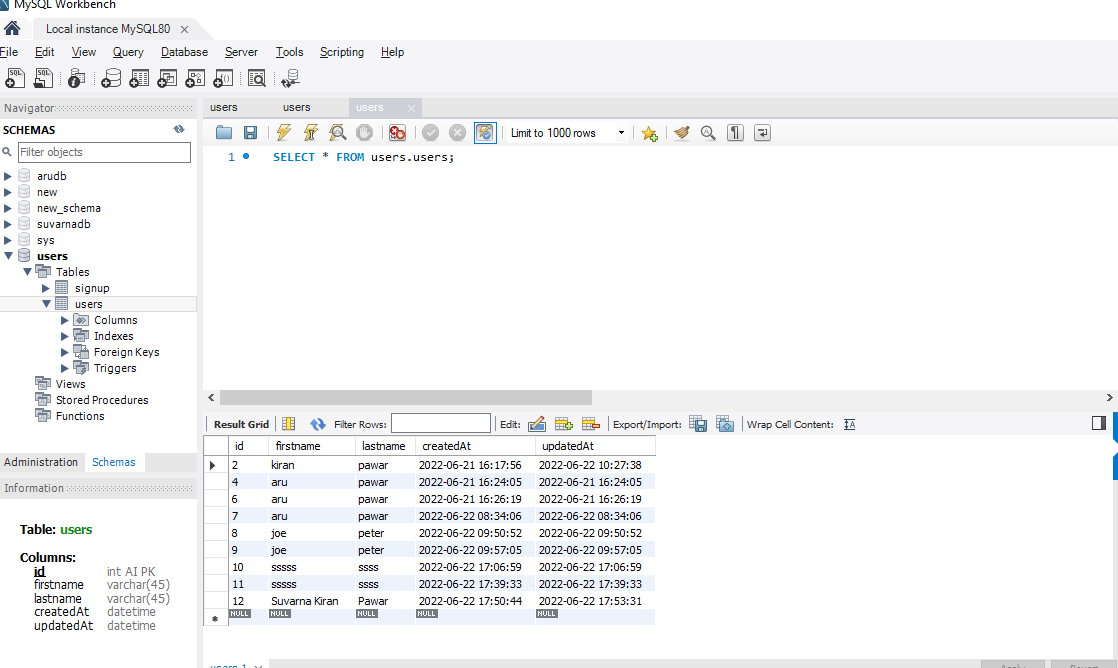 MySQL Workbench
Local instance MySQL80
File Edit View Query Database Server Tools Scripting Help
Navigator
SCHEMAS
Filter objects
arudb
new
new_schema
suvarnadb
sys
users
Tables
signup
users
Columns
Indexes
Foreign Keys
Triggers
Views
Stored Procedures
Functions
Administration Schemas
Information
Table: users
Columns:
id int AI PK
firstname varchar(45)
lastname varchar(45)
createdAt datetime
updatedAt datetime
users users users
Limit to 1000 rows
1 SELECT * FROM users.users;
Result Grid Filter Rows: Edit: Export/Import: Wrap Cell Content:
id firstname lastname createdAt updatedAt
2 kiran pawar 2022-06-21 16:17:56 2022-06-22 10:27:38
4 aru pawar 2022-06-21 16:24:05 2022-06-21 16:24:05
6 aru pawar 2022-06-21 16:26:19 2022-06-21 16:26:19
7 aru pawar 2022-06-22 08:34:06 2022-06-22 08:34:06
8 joe peter 2022-06-22 09:50:52 2022-06-22 09:50:52
9 joe peter 2022-06-22 09:57:05 2022-06-22 09:57:05
10 sssss ssss 2022-06-22 17:06:59 2022-06-22 17:06:59
11 sssss ssss 2022-06-22 17:39:33 2022-06-22 17:39:33
12 Suvarna Kiran Pawar 2022-06-22 17:50:44 2022-06-22 17:53:31
NULL NULL NULL NULL NULL
users 1 Apply Revert